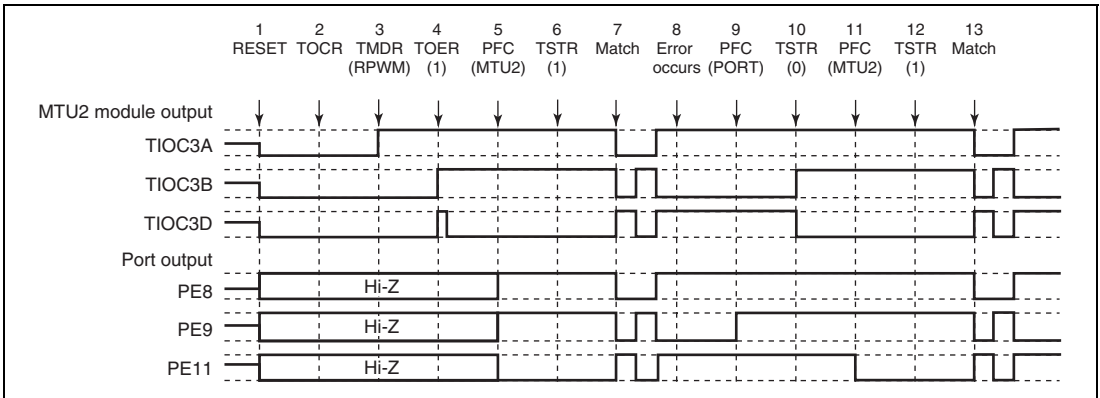 1 2 3 4 5 6 7 8 9 10 11 12 13
RESET TOCR TMDR TOER PFC TSTR Match Error PFC TSTR PFC TSTR Match
(RPWM) (1) (MTU2) (1) occurs (PORT) (0) (MTU2) (1)
MTU2 module output
TIOC3A
TIOC3B
TIOC3D
Port output
PE8 Hi-Z
PE9 Hi-Z
PE11 Hi-Z